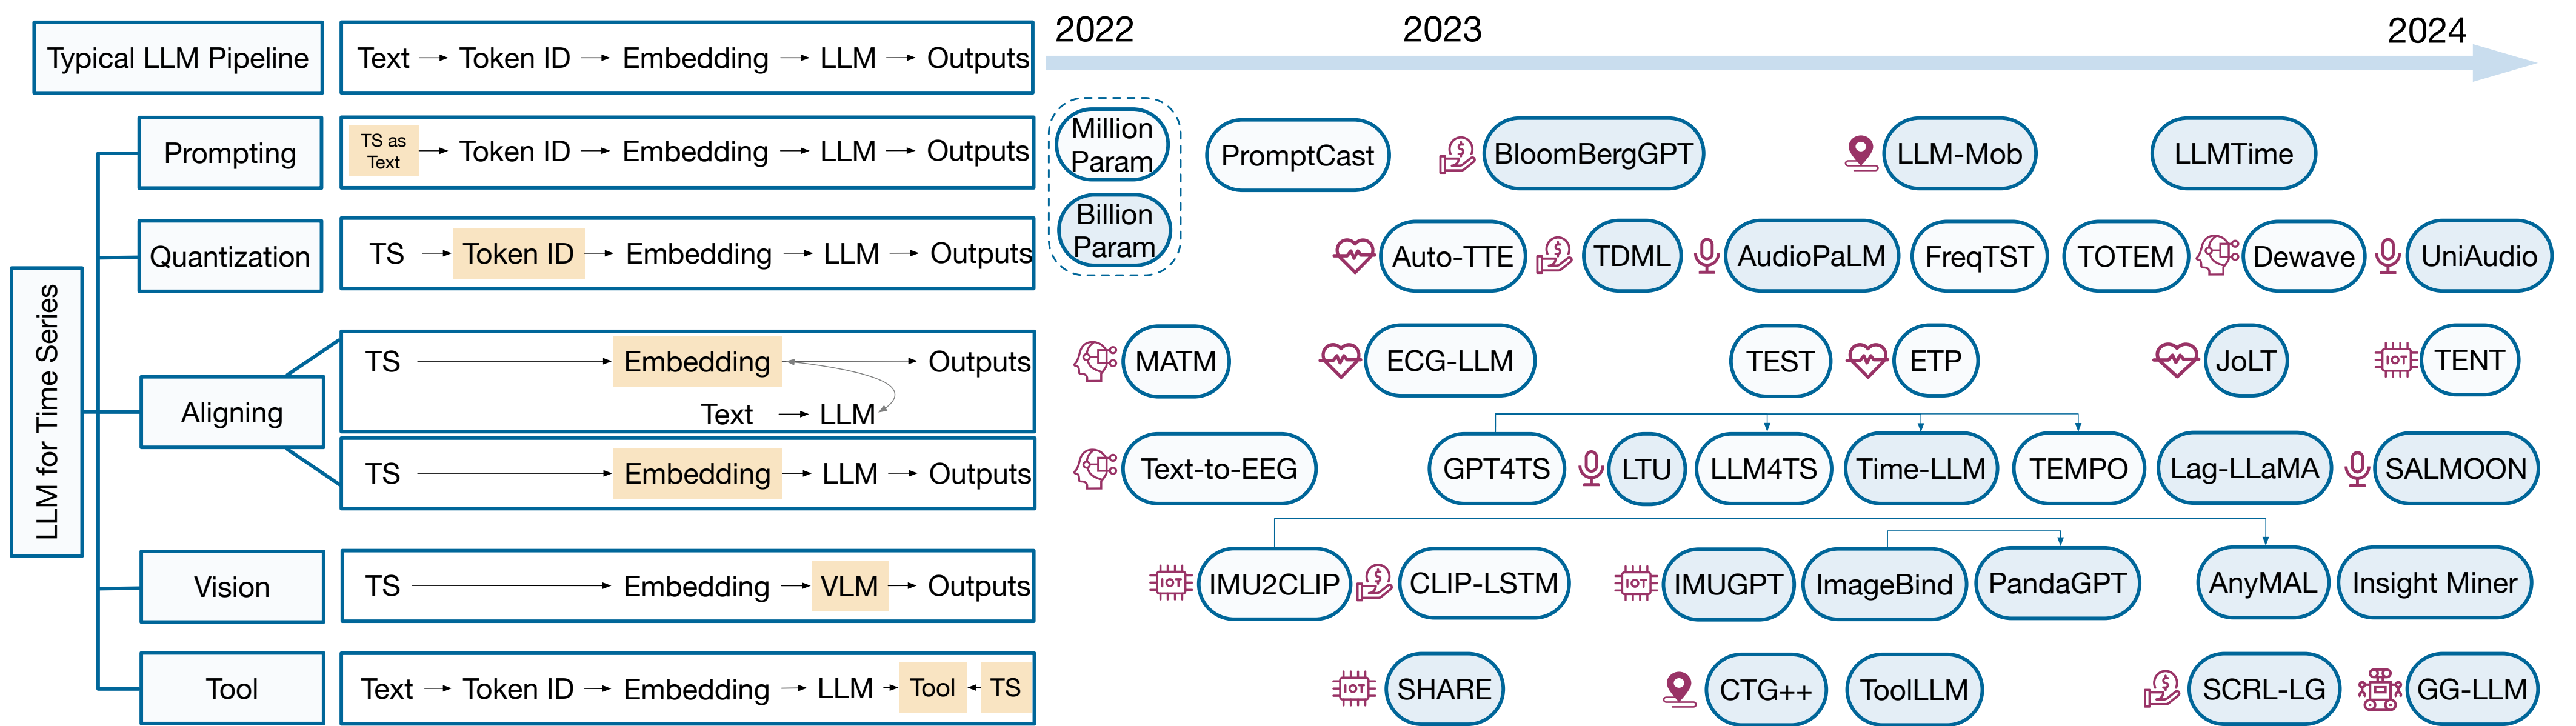 2022 2023 2024
Typical LLM Pipeline
Text Token ID Embedding LLM Outputs
Million
Param
Billion
Param
LLM for Time Series
Prompting
TS as
Text
Token ID Embedding LLM Outputs
PromptCast BloomBergGPT LLM-Mob LLMTime
Quantization
TS Token ID Embedding LLM Outputs
Auto-TTE TDML AudioPaLM FreqTST TOTEM Dewave UniAudio
Aligning
TS Embedding Outputs
Text LLM
MATM ECG-LLM TEST ETP JoLT IOT TENT
TS Embedding LLM Outputs
Text-to-EEG GPT4TS LTU LLM4TS Time-LLM TEMPO Lag-LLaMA SALMOON
Vision
TS Embedding VLM Outputs
IOT IMU2CLIP CLIP-LSTM IOT IMUGPT ImageBind PandaGPT AnyMAL Insight Miner
Tool
Text Token ID Embedding LLM Tool TS
IOT SHARE CTG++ ToolLLM SCRL-LG GG-LLM